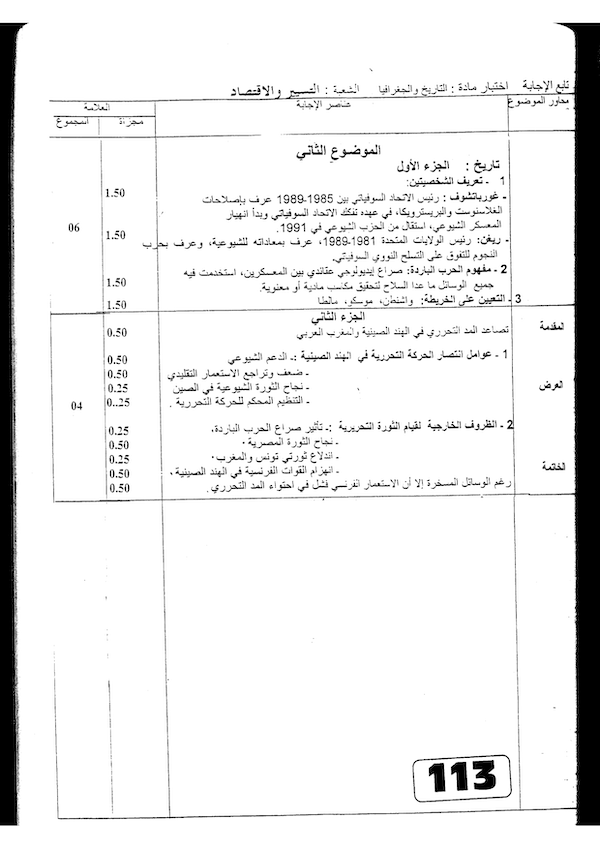 تابع الإجابة اختبار مادة : التاريخ والجغرافيا الشعبة : التسيير والاقتصاد
محاور الموضوع عناصر الإجابة العلامة
مجزأة المجموع
الموضوع الثاني
تاريخ : الجزء الأول
1 - تعريف الشخصيتين:
- غورباتشوف : رئيس الاتحاد السوفياتي بين 1985-1989 عرف بإصلاحات 1.50
الغلاسنوست والبريسترويكا، في عهده تفكك الاتحاد السوفياتي وبدأ انهيار
المعسكر الشيوعي، استقال من الحزب الشيوعي في 1991. 06
- ريغن: رئيس الولايات المتحدة 1981-1989، عرف بمعاداته للشيوعية، وعرف بحرب 1.50
النجوم للتفوق على التسلح النووي السوفياتي.
2 - مفهوم الحرب الباردة: صراع إيديولوجي عقائدي بين المعسكرين، استخدمت فيه
جميع الوسائل ما عدا السلاح لتحقيق مكاسب مادية أو معنوية. 1.50
3 - التعيين على الخريطة: واشنطن، موسكو، مالطا 1.50
الجزء الثاني
المقدمة تصاعد المد التحرري في الهند الصينية والمغرب العربي 0.50
1 - عوامل انتصار الحركة التحررية في الهند الصينية :- الدعم الشيوعي 0.50
- ضعف وتراجع الاستعمار التقليدي 0.50
العرض - نجاح الثورة الشيوعية في الصين 0.25
- التنظيم المحكم للحركة التحررية . 0..25
04
2 - الظروف الخارجية لقيام الثورة التحريرية :- تأثير صراع الحرب الباردة، 0.25
- نجاح الثورة المصرية . 0.50
- اندلاع ثورتي تونس والمغرب. 0.25
الخاتمة - انهزام القوات الفرنسية في الهند الصينية . 0.50
رغم الوسائل المسخرة إلا أن الاستعمار الفرنسي فشل في احتواء المد التحرري . 0.50
113